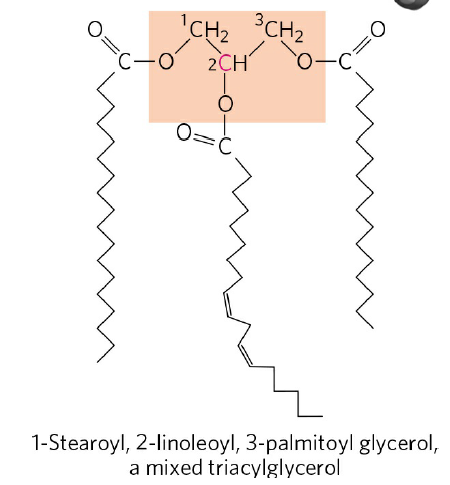 ¹CH₂ ³CH₂
O O
C—O 2CH O—C
O
O
C
1-Stearoyl, 2-linoleoyl, 3-palmitoyl glycerol,
a mixed triacylglycerol